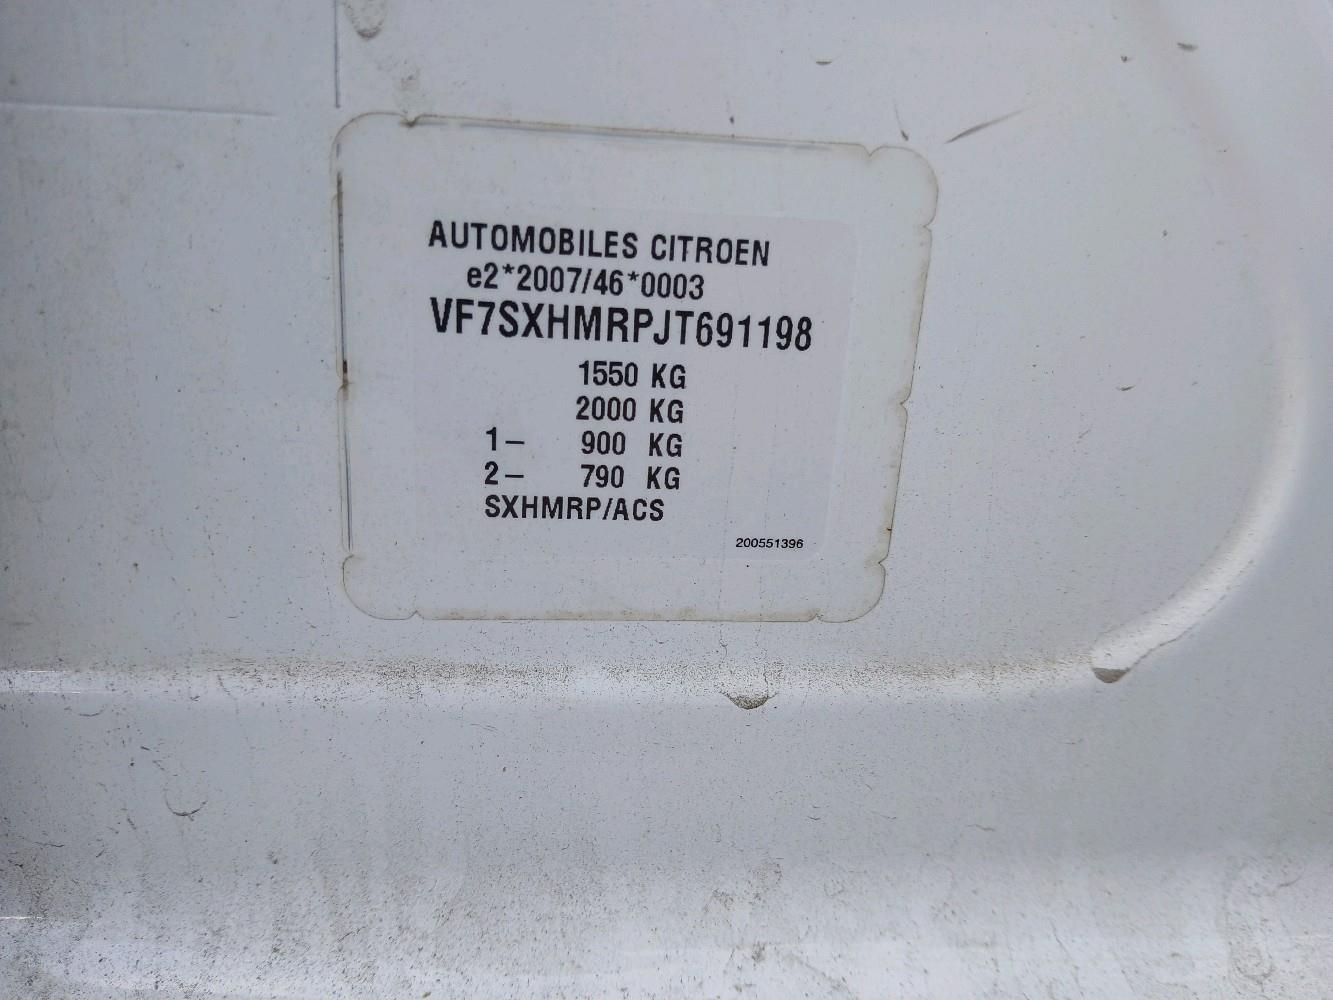 AUTOMOBILES CITROEN
e2*2007/46*0003
VF7SXHMRPJT691198
1550 KG
2000 KG
1- 900 KG
2- 790 KG
SXHMRP/ACS
200551396